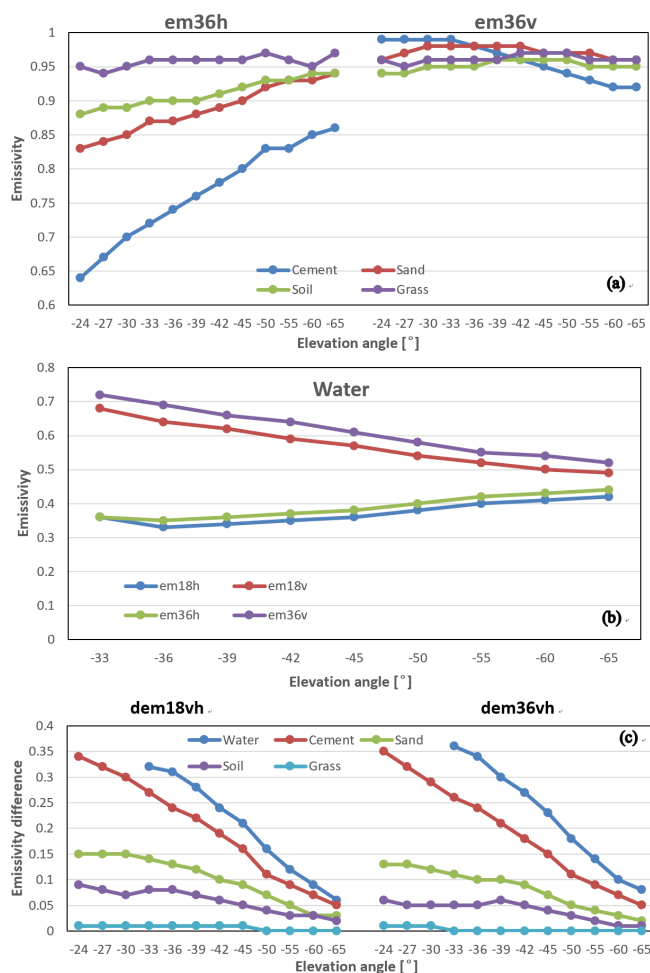 em36h em36v
1
0.95
0.9
0.85
0.8
0.75
0.7
0.65
0.6
Emissivity
Cement Sand
Soil Grass
(a)
-24 -27 -30 -33 -36 -39 -42 -45 -50 -55 -60 -65 -24 -27 -30 -33 -36 -39 -42 -45 -50 -55 -60 -65
Elevation angle [°] Elevation angle [°]
Water
0.8
0.7
0.6
0.5
0.4
0.3
0.2
0.1
0
Emissiviyy
em18h em18v
em36h em36v
(b)
-33 -36 -39 -42 -45 -50 -55 -60 -65
Elevation angle [°]
dem18vh dem36vh
0.4
0.35
0.3
0.25
0.2
0.15
0.1
0.05
0
Emissivity difference
Water Cement Sand
Soil Grass
(c)
-24 -27 -30 -33 -36 -39 -42 -45 -50 -55 -60 -65 -24 -27 -30 -33 -36 -39 -42 -45 -50 -55 -60 -65
Elevation angle [°] Elevation angle [°]